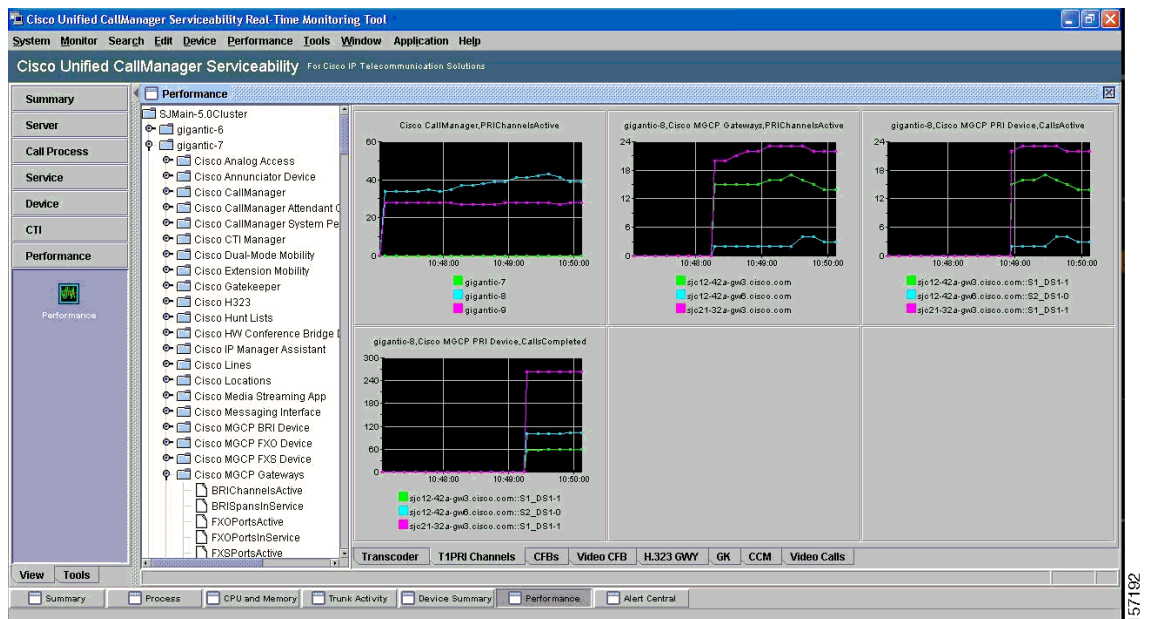 Cisco Unified CallManager Serviceability Real-Time Monitoring Tool
System Monitor Search Edit Device Performance Tools Window Application Help
Cisco Unified CallManager Serviceability For Cisco IP Telecommunication Solutions
Summary
Server
Call Process
Service
Device
CTI
Performance
Performance
View Tools
Performance
SJMain-5.0Cluster
gigantic-6
gigantic-7
Cisco Analog Access
Cisco Annunciator Device
Cisco CallManager
Cisco CallManager Attendant C
Cisco CallManager System Pe
Cisco CTI Manager
Cisco Dual-Mode Mobility
Cisco Extension Mobility
Cisco Gatekeeper
Cisco H323
Cisco Hunt Lists
Cisco HW Conference Bridge D
Cisco IP Manager Assistant
Cisco Lines
Cisco Locations
Cisco Media Streaming App
Cisco Messaging Interface
Cisco MGCP BRI Device
Cisco MGCP FXO Device
Cisco MGCP FXS Device
Cisco MGCP Gateways
BRIChannelsActive
BRISpansInService
FXOPortsActive
FXOPortsInService
FXSPortsActive
Cisco CallManager,PRIChannelsActive
60
40
20
0
10:48:00 10:49:00 10:50:00
gigantic-7
gigantic-8
gigantic-9
gigantic-8,Cisco MGCP Gateways,PRIChannelsActive
24
18
12
6
0
10:48:00 10:49:00 10:50:00
sjc12-42a-gw3.cisco.com
sjc12-42a-gw6.cisco.com
sjc21-32a-gw3.cisco.com
gigantic-8,Cisco MGCP PRI Device,CallsActive
24
18
12
6
0
10:48:00 10:49:00 10:50:00
sjc12-42a-gw3.cisco.com::S1_DS1-1
sjc12-42a-gw6.cisco.com::S2_DS1-0
sjc21-32a-gw3.cisco.com::S1_DS1-1
gigantic-8,Cisco MGCP PRI Device,CallsCompleted
300
240
180
120
60
0
10:48:00 10:49:00 10:50:00
sjc12-42a-gw3.cisco.com::S1_DS1-1
sjc12-42a-gw6.cisco.com::S2_DS1-0
sjc21-32a-gw3.cisco.com::S1_DS1-1
Transcoder T1PRI Channels CFBs Video CFB H.323 GWY GK CCM Video Calls
Summary Process CPU and Memory Trunk Activity Device Summary Performance Alert Central
157192